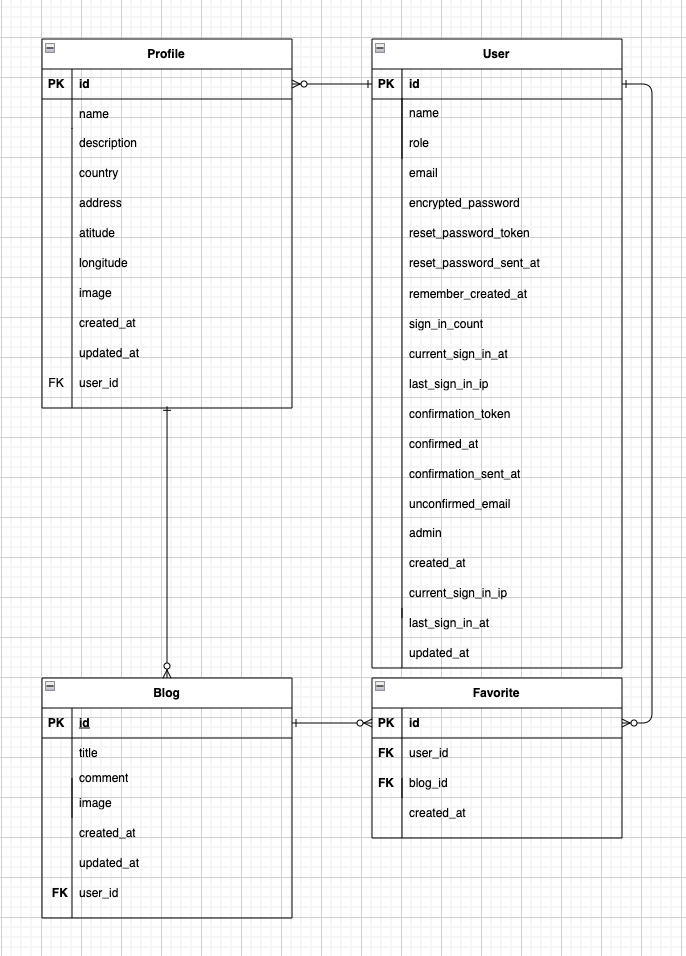 Profile
PK id
name
description
country
address
atitude
longitude
image
created_at
updated_at
FK user_id
User
PK id
name
role
email
encrypted_password
reset_password_token
reset_password_sent_at
remember_created_at
sign_in_count
current_sign_in_at
last_sign_in_ip
confirmation_token
confirmed_at
confirmation_sent_at
unconfirmed_email
admin
created_at
current_sign_in_ip
last_sign_in_at
updated_at
Blog
PK id
title
comment
image
created_at
updated_at
FK user_id
Favorite
PK id
FK user_id
FK blog_id
created_at